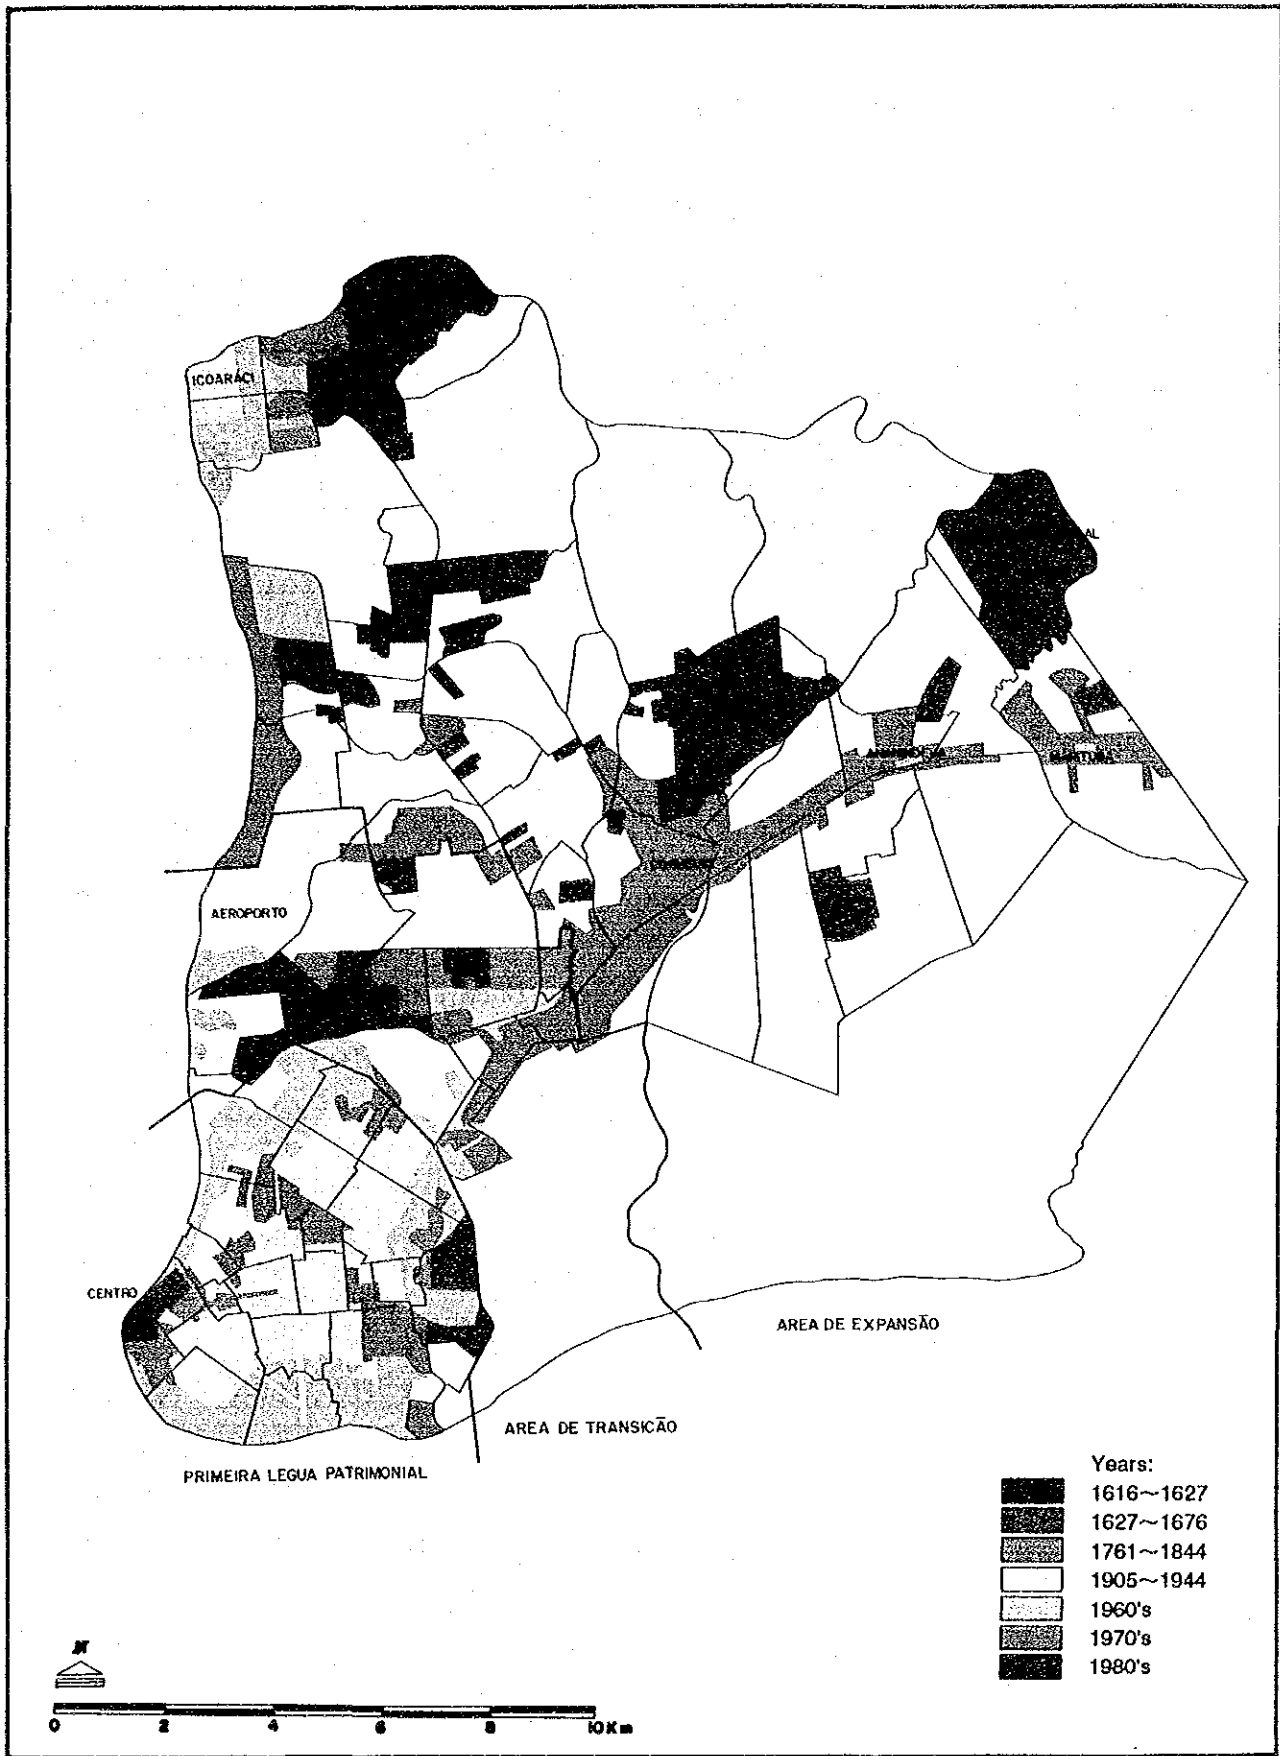 ICOARACI
AL
MARITUBA
AEROPORTO
CENTRO
AREA DE EXPANSÃO
AREA DE TRANSICÃO
PRIMEIRA LEGUA PATRIMONIAL
Years:
1616~1627
1627~1676
1761~1844
1905~1944
1960's
1970's
1980's
N
0 2 4 6 8 10Km